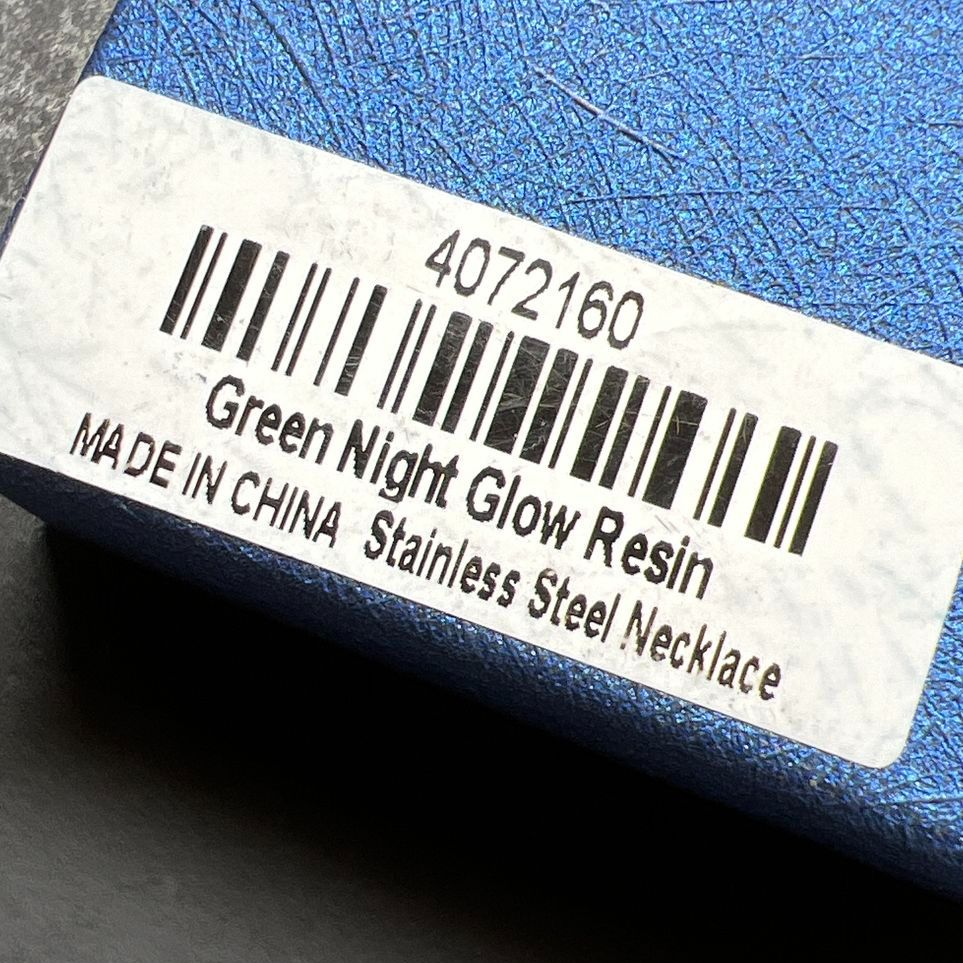 4072160
Green Night Glow Resin
MADE IN CHINA Stainless Steel Necklace